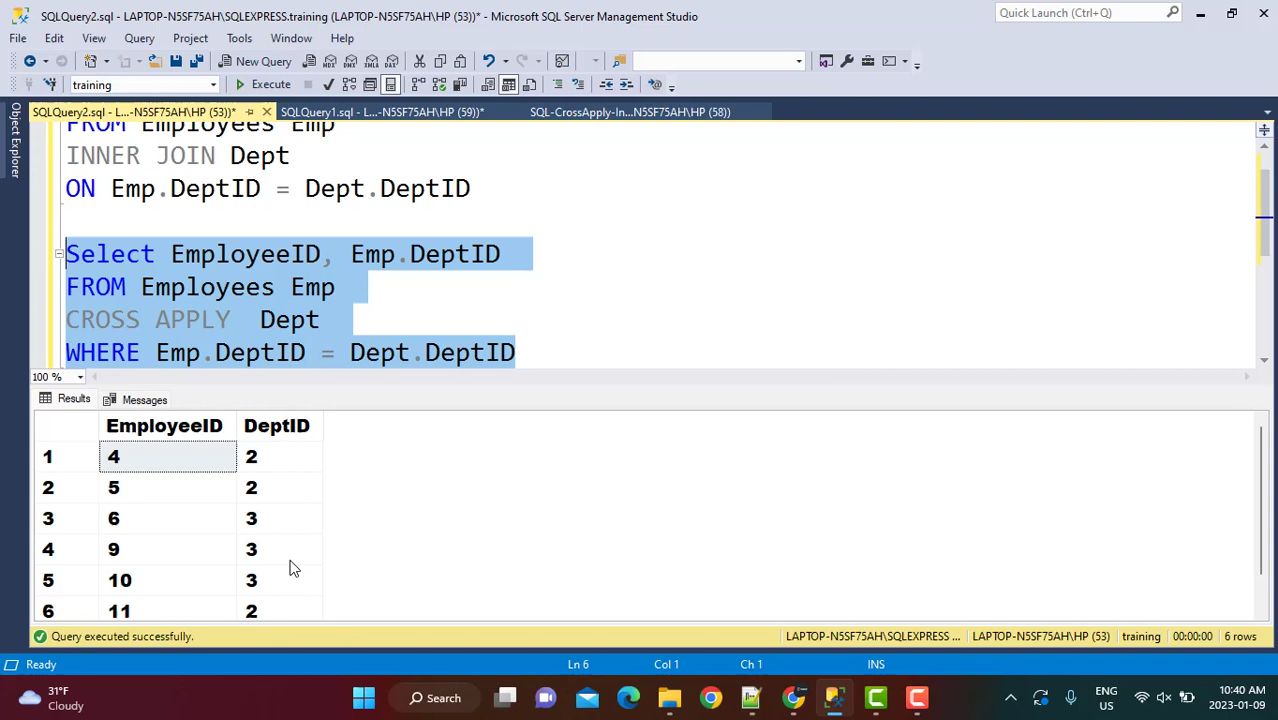 SQLQuery2.sql - LAPTOP-N5SF75AH\SQLEXPRESS.training (LAPTOP-N5SF75AH\HP (53))* - Microsoft SQL Server Management Studio
Quick Launch (Ctrl+Q)
File Edit View Query Project Tools Window Help
New Query
training Execute
SQLQuery2.sql - L...-N5SF75AH\HP (53))* SQLQuery1.sql - L...-N5SF75AH\HP (59))* SQL-CrossApply-In...N5SF75AH\HP (58))
Object Explorer
FROM Employees Emp
INNER JOIN Dept
ON Emp.DeptID = Dept.DeptID
Select EmployeeID, Emp.DeptID
FROM Employees Emp
CROSS APPLY  Dept
WHERE Emp.DeptID = Dept.DeptID
100 %
Results Messages
EmployeeID DeptID
1 4 2
2 5 2
3 6 3
4 9 3
5 10 3
6 11 2
Query executed successfully. LAPTOP-N5SF75AH\SQLEXPRESS ... LAPTOP-N5SF75AH\HP (53) training 00:00:00 6 rows
Ready Ln 6 Col 1 Ch 1 INS
31°F
Cloudy
Search
ENG
US
10:40 AM
2023-01-09